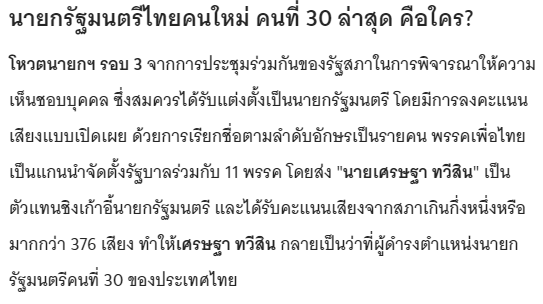 นายกรัฐมนตรีไทยคนใหม่ คนที่ 30 ล่าสุด คือใคร?
โหวตนายกฯ รอบ 3 จากการประชุมร่วมกันของรัฐสภาในการพิจารณาให้ความ
เห็นชอบบุคคล ซึ่งสมควรได้รับแต่งตั้งเป็นนายกรัฐมนตรี โดยมีการลงคะแนน
เสียงแบบเปิดเผย ด้วยการเรียกชื่อตามลำดับอักษรเป็นรายคน พรรคเพื่อไทย
เป็นแกนนำจัดตั้งรัฐบาลร่วมกับ 11 พรรค โดยส่ง "นายเศรษฐา ทวีสิน" เป็น
ตัวแทนชิงเก้าอี้นายกรัฐมนตรี และได้รับคะแนนเสียงจากสภาเกินกึ่งหนึ่งหรือ
มากกว่า 376 เสียง ทำให้เศรษฐา ทวีสิน กลายเป็นว่าที่ผู้ดำรงตำแหน่งนายก
รัฐมนตรีคนที่ 30 ของประเทศไทย